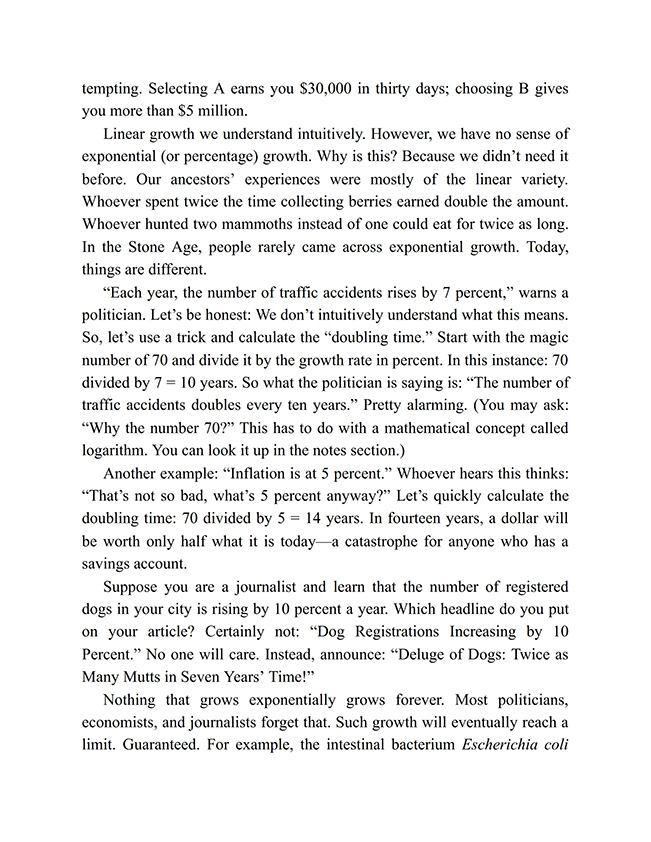 tempting. Selecting A earns you $30,000 in thirty days; choosing B gives
you more than $5 million.
Linear growth we understand intuitively. However, we have no sense of
exponential (or percentage) growth. Why is this? Because we didn’t need it
before. Our ancestors’ experiences were mostly of the linear variety.
Whoever spent twice the time collecting berries earned double the amount.
Whoever hunted two mammoths instead of one could eat for twice as long.
In the Stone Age, people rarely came across exponential growth. Today,
things are different.
“Each year, the number of traffic accidents rises by 7 percent,” warns a
politician. Let’s be honest: We don’t intuitively understand what this means.
So, let’s use a trick and calculate the “doubling time.” Start with the magic
number of 70 and divide it by the growth rate in percent. In this instance: 70
divided by 7 = 10 years. So what the politician is saying is: “The number of
traffic accidents doubles every ten years.” Pretty alarming. (You may ask:
“Why the number 70?” This has to do with a mathematical concept called
logarithm. You can look it up in the notes section.)
Another example: “Inflation is at 5 percent.” Whoever hears this thinks:
“That’s not so bad, what’s 5 percent anyway?” Let’s quickly calculate the
doubling time: 70 divided by 5 = 14 years. In fourteen years, a dollar will
be worth only half what it is today—a catastrophe for anyone who has a
savings account.
Suppose you are a journalist and learn that the number of registered
dogs in your city is rising by 10 percent a year. Which headline do you put
on your article? Certainly not: “Dog Registrations Increasing by 10
Percent.” No one will care. Instead, announce: “Deluge of Dogs: Twice as
Many Mutts in Seven Years’ Time!”
Nothing that grows exponentially grows forever. Most politicians,
economists, and journalists forget that. Such growth will eventually reach a
limit. Guaranteed. For example, the intestinal bacterium Escherichia coli